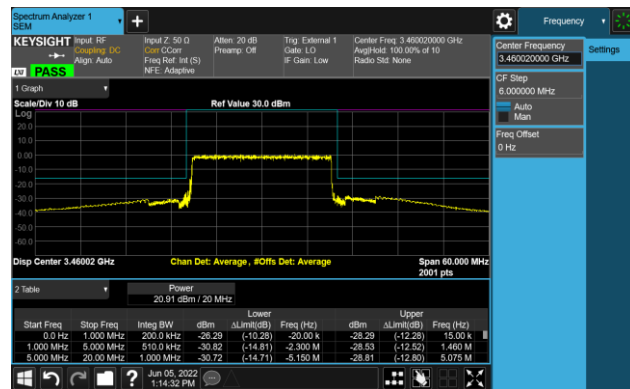 Spectrum Analyzer 1
SEM
Frequency
KEYSIGHT
Input: RF
Coupling: DC
Align: Auto
Input Z: 50 Ω
Corr CCorr
Freq Ref: Int (S)
NFE: Adaptive
Atten: 20 dB
Preamp: Off
Trig: External 1
Gate: LO
IF Gain: Low
Center Freq: 3.460020000 GHz
Avg|Hold: 100.00% of 10
Radio Std: None
LXI PASS
Center Frequency
3.460020000 GHz
Settings
CF Step
6.000000 MHz
Auto
Man
Freq Offset
0 Hz
1 Graph
Scale/Div 10 dB
Ref Value 30.0 dBm
Log
20.0
10.0
0.00
-10.0
-20.0
-30.0
-40.0
-50.0
-60.0
Disp Center 3.46002 GHz
Chan Det: Average, #Offs Det: Average
Span 60.000 MHz
2001 pts
2 Table
Power
20.91 dBm / 20 MHz
Lower Upper
Start Freq Stop Freq Integ BW dBm ΔLimit(dB) Freq (Hz) dBm ΔLimit(dB) Freq (Hz)
0.0 Hz 1.000 MHz 200.0 kHz -26.29 (-10.28) -20.00 k -28.29 (-12.28) 15.00 k
1.000 MHz 5.000 MHz 510.0 kHz -30.82 (-14.81) -2.300 M -28.53 (-12.52) 1.460 M
5.000 MHz 20.00 MHz 1.000 MHz -30.72 (-14.71) -5.150 M -28.81 (-12.80) 5.075 M
?
Jun 05, 2022
1:14:32 PM